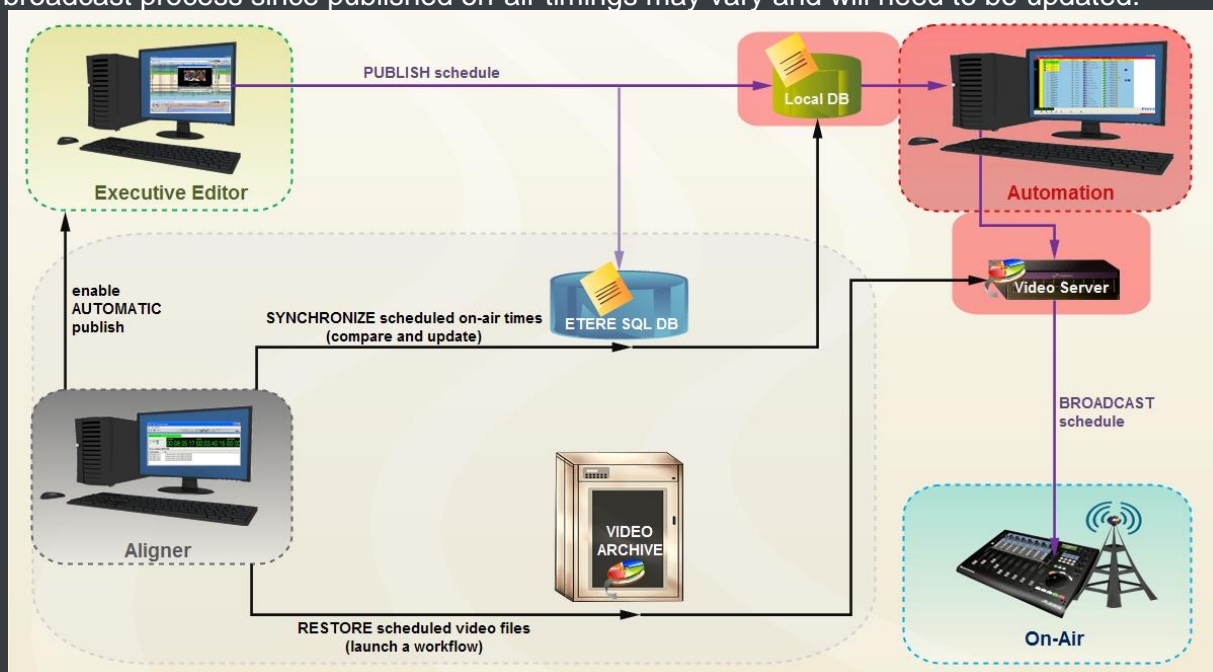 broadcast process since published on-air timings may vary and will need to be updated.
PUBLISH schedule
Local DB
Executive Editor
Automation
enable
AUTOMATIC
publish
SYNCHRONIZE scheduled on-air times
(compare and update)
ETERE SQL DB
Video Server
BROADCAST
schedule
Aligner
VIDEO
ARCHIVE
RESTORE scheduled video files
(launch a workflow)
On-Air